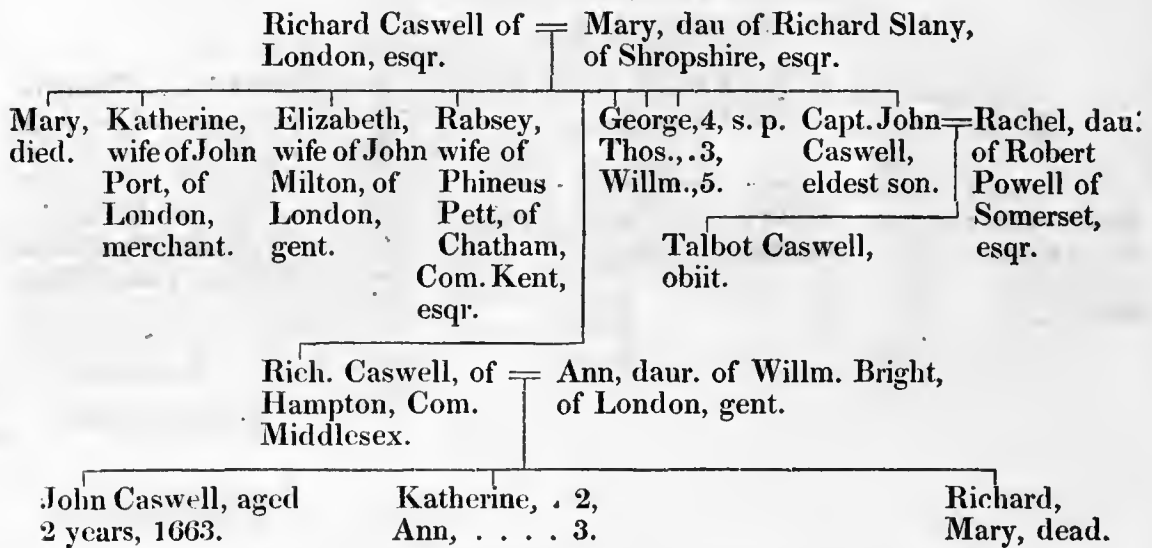 Richard Caswell of = Mary, dau of Richard Slany,
London, esqr. of Shropshire, esqr.
Mary,
died.
Katherine,
wife of John
Port, of
London,
merchant.
Elizabeth,
wife of John
Milton, of
London,
gent.
Rabsey,
wife of
Phineus
Pett, of
Chatham,
Com. Kent,
esqr.
George, 4, s. p.
Thos., . 3,
Willm., 5.
Capt. John
Caswell,
eldest son.
= Rachel, dau:
of Robert
Powell of
Somerset,
esqr.
Talbot Caswell,
obiit.
Rich. Caswell, of = Ann, daur. of Willm. Bright,
Hampton, Com. of London, gent.
Middlesex.
John Caswell, aged
2 years, 1663.
Katherine, . 2,
Ann, . . . . 3.
Richard,
Mary, dead.